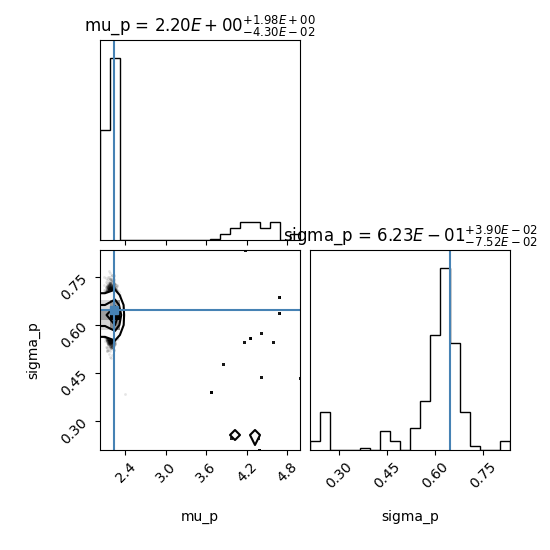 mu_p = 2.20E + 00 +1.98E + 00 −4.30E − 02
sigma_p = 6.23E − 01 +3.90E − 02 −7.52E − 02
sigma_p
0.75
0.60
0.45
0.30
2.4 3.0 3.6 4.2 4.8
mu_p
0.30 0.45 0.60 0.75
sigma_p